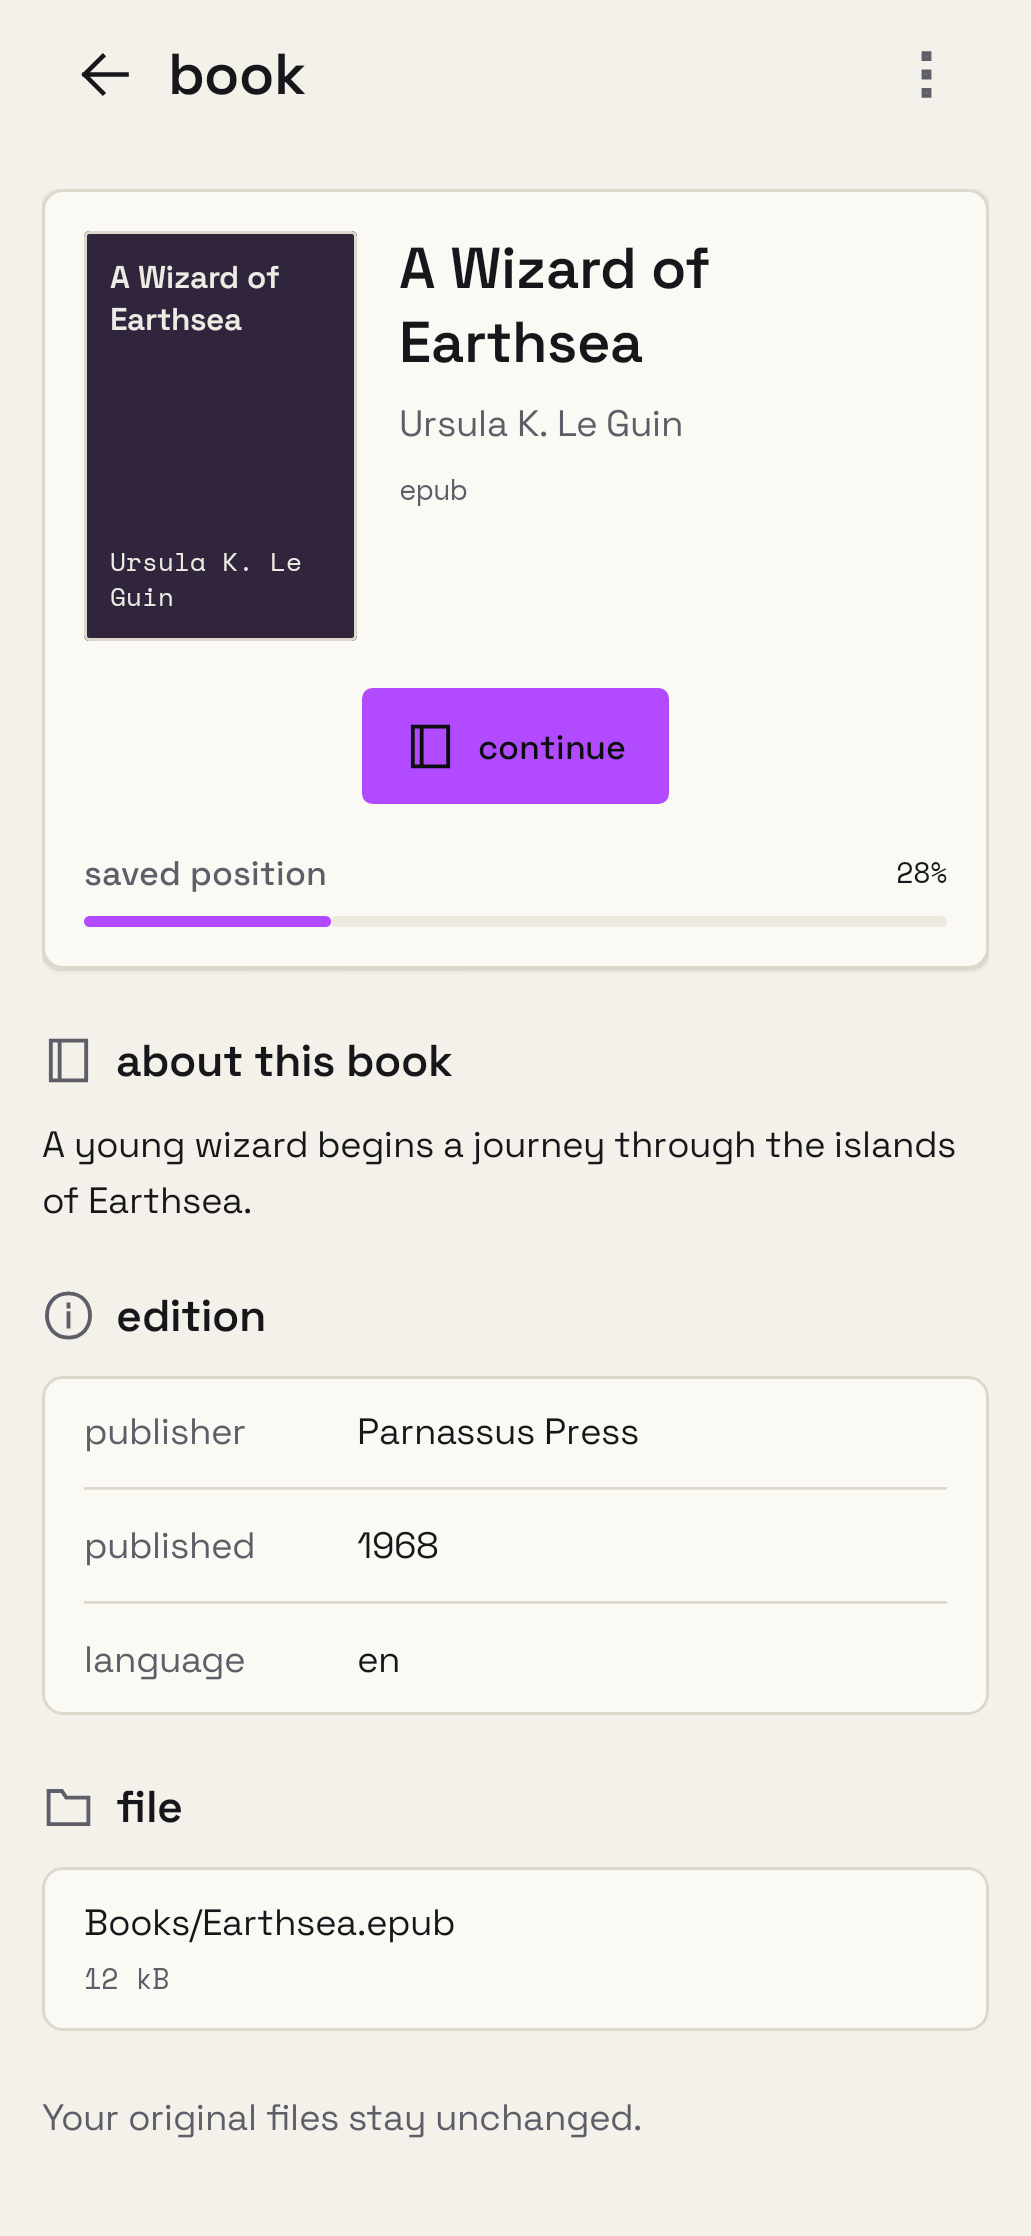 book
A Wizard of
Earthsea
Ursula K. Le
Guin
A Wizard of
Earthsea
Ursula K. Le Guin
epub
continue
saved position 28%
about this book
A young wizard begins a journey through the islands
of Earthsea.
edition
publisher Parnassus Press
published 1968
language en
file
Books/Earthsea.epub
12 kB
Your original files stay unchanged.